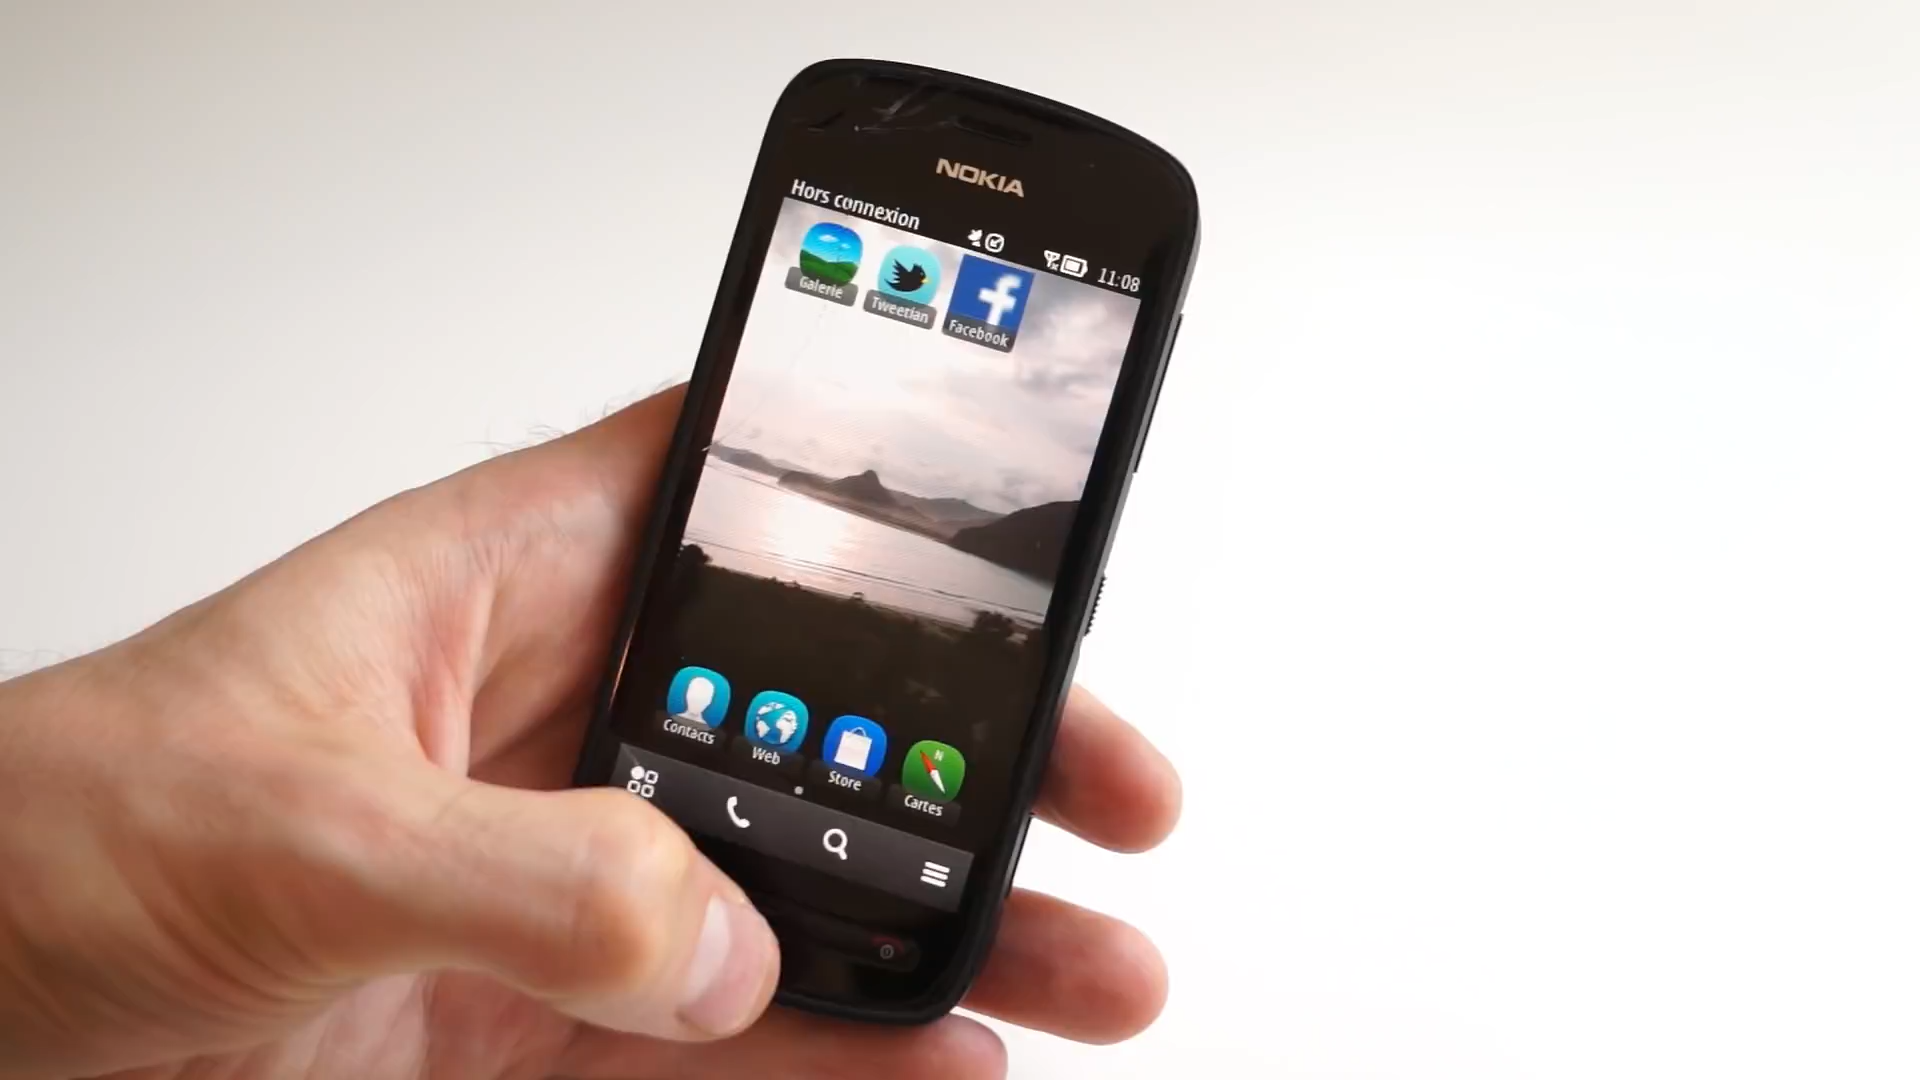 NOKIA
Hors connexion
11:08
Galerie
Tweetian
Facebook
Contacts
Web
Store
N
Cartes